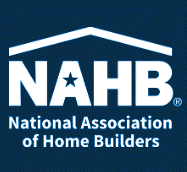 NAHB®
National Association
of Home Builders